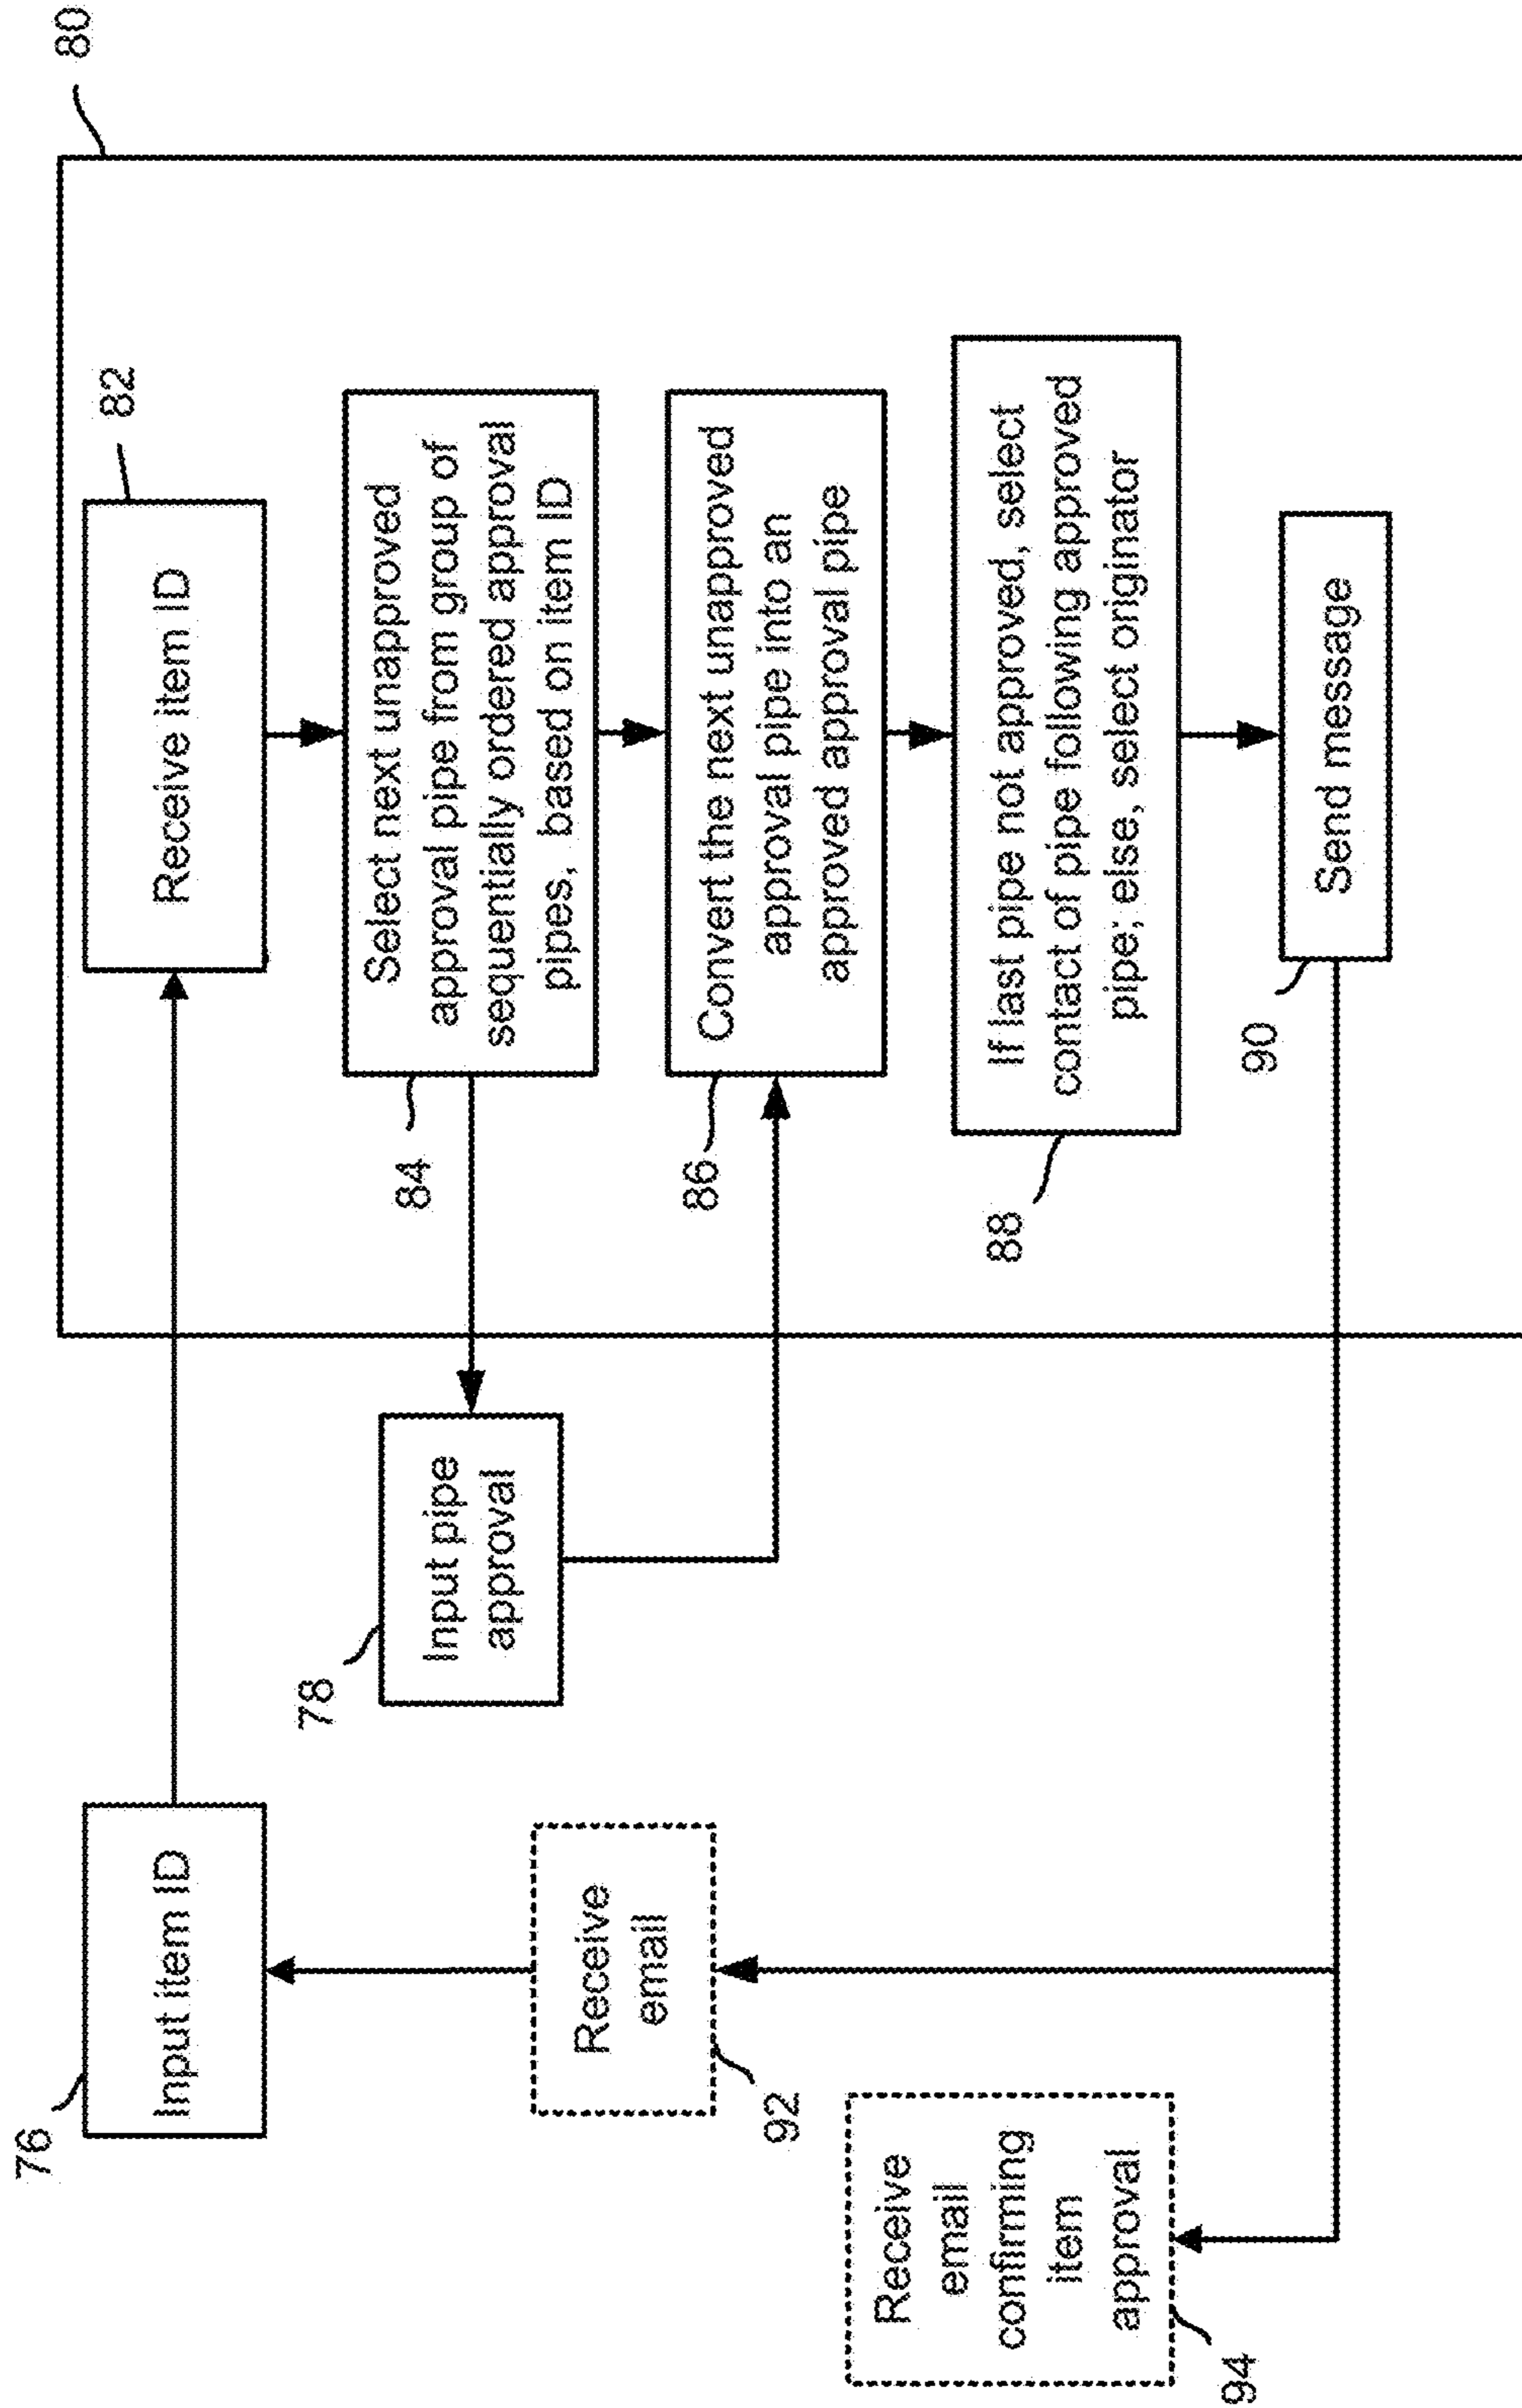 80
76
Input item ID
Receive item ID
82
Select next unapproved
approval pipe from group of
sequentially ordered approval
pipes, based on item ID
84
78
Input pipe
approval
Convert the next unapproved
approval pipe into an
approved approval pipe
86
Receive
email
92
If last pipe not approved, select
contact of pipe following approved
pipe; else, select originator
88
Receive
email
confirming
item
approval
94
Send message
90